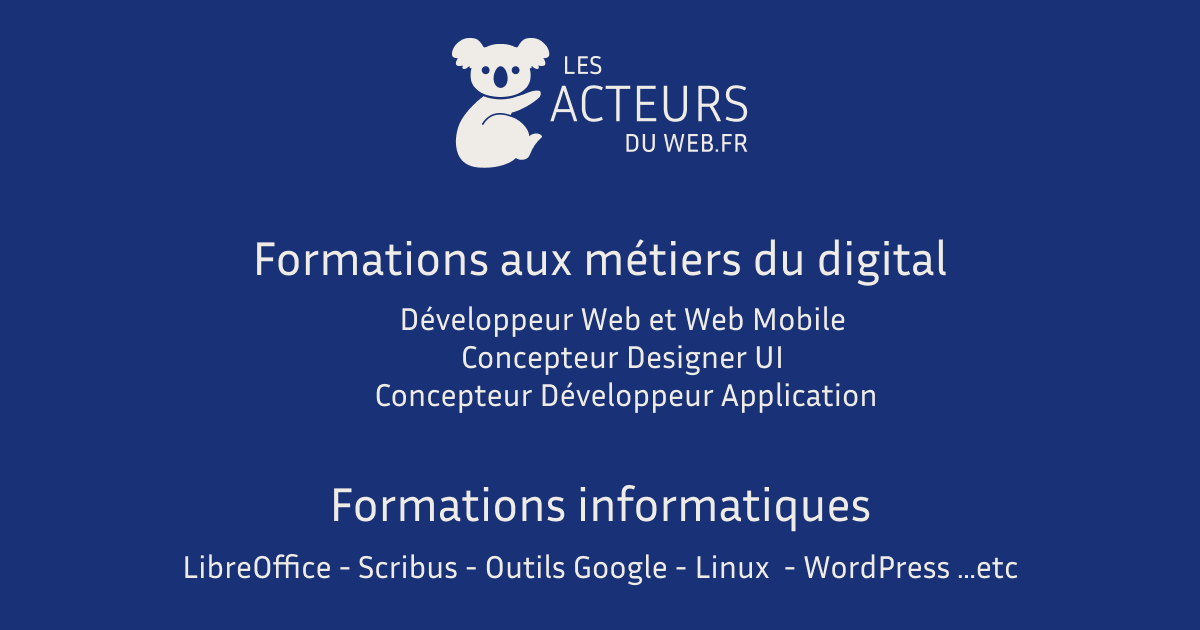 LES
ACTEURS
DU WEB.FR
Formations aux métiers du digital
Développeur Web et Web Mobile
Concepteur Designer UI
Concepteur Développeur Application
Formations informatiques
LibreOffice - Scribus - Outils Google - Linux  - WordPress ...etc